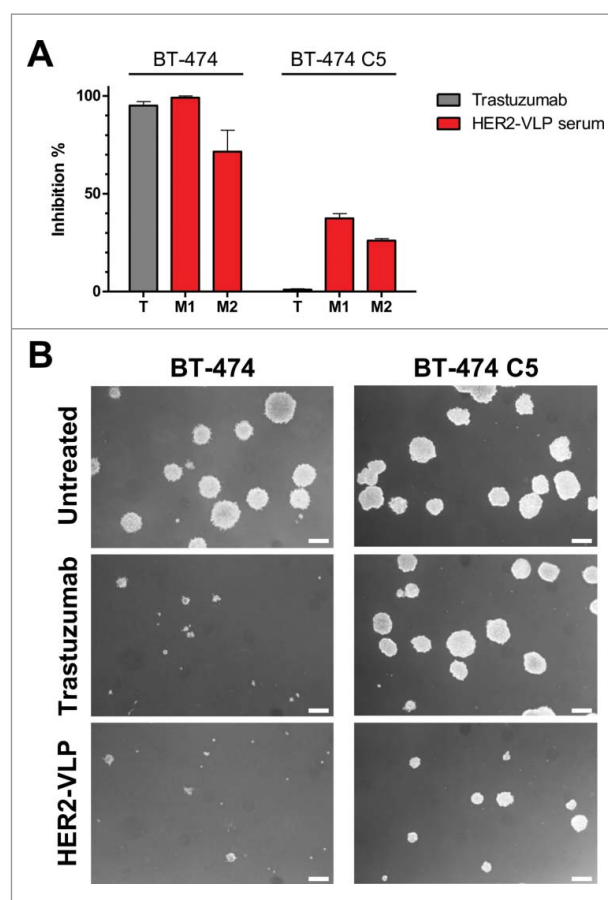 A
BT-474
BT-474 C5
Trastuzumab
HER2-VLP serum
Inhibition %
100
50
0
T
M1
M2
T
M1
M2
B
BT-474
BT-474 C5
Untreated
Trastuzumab
HER2-VLP